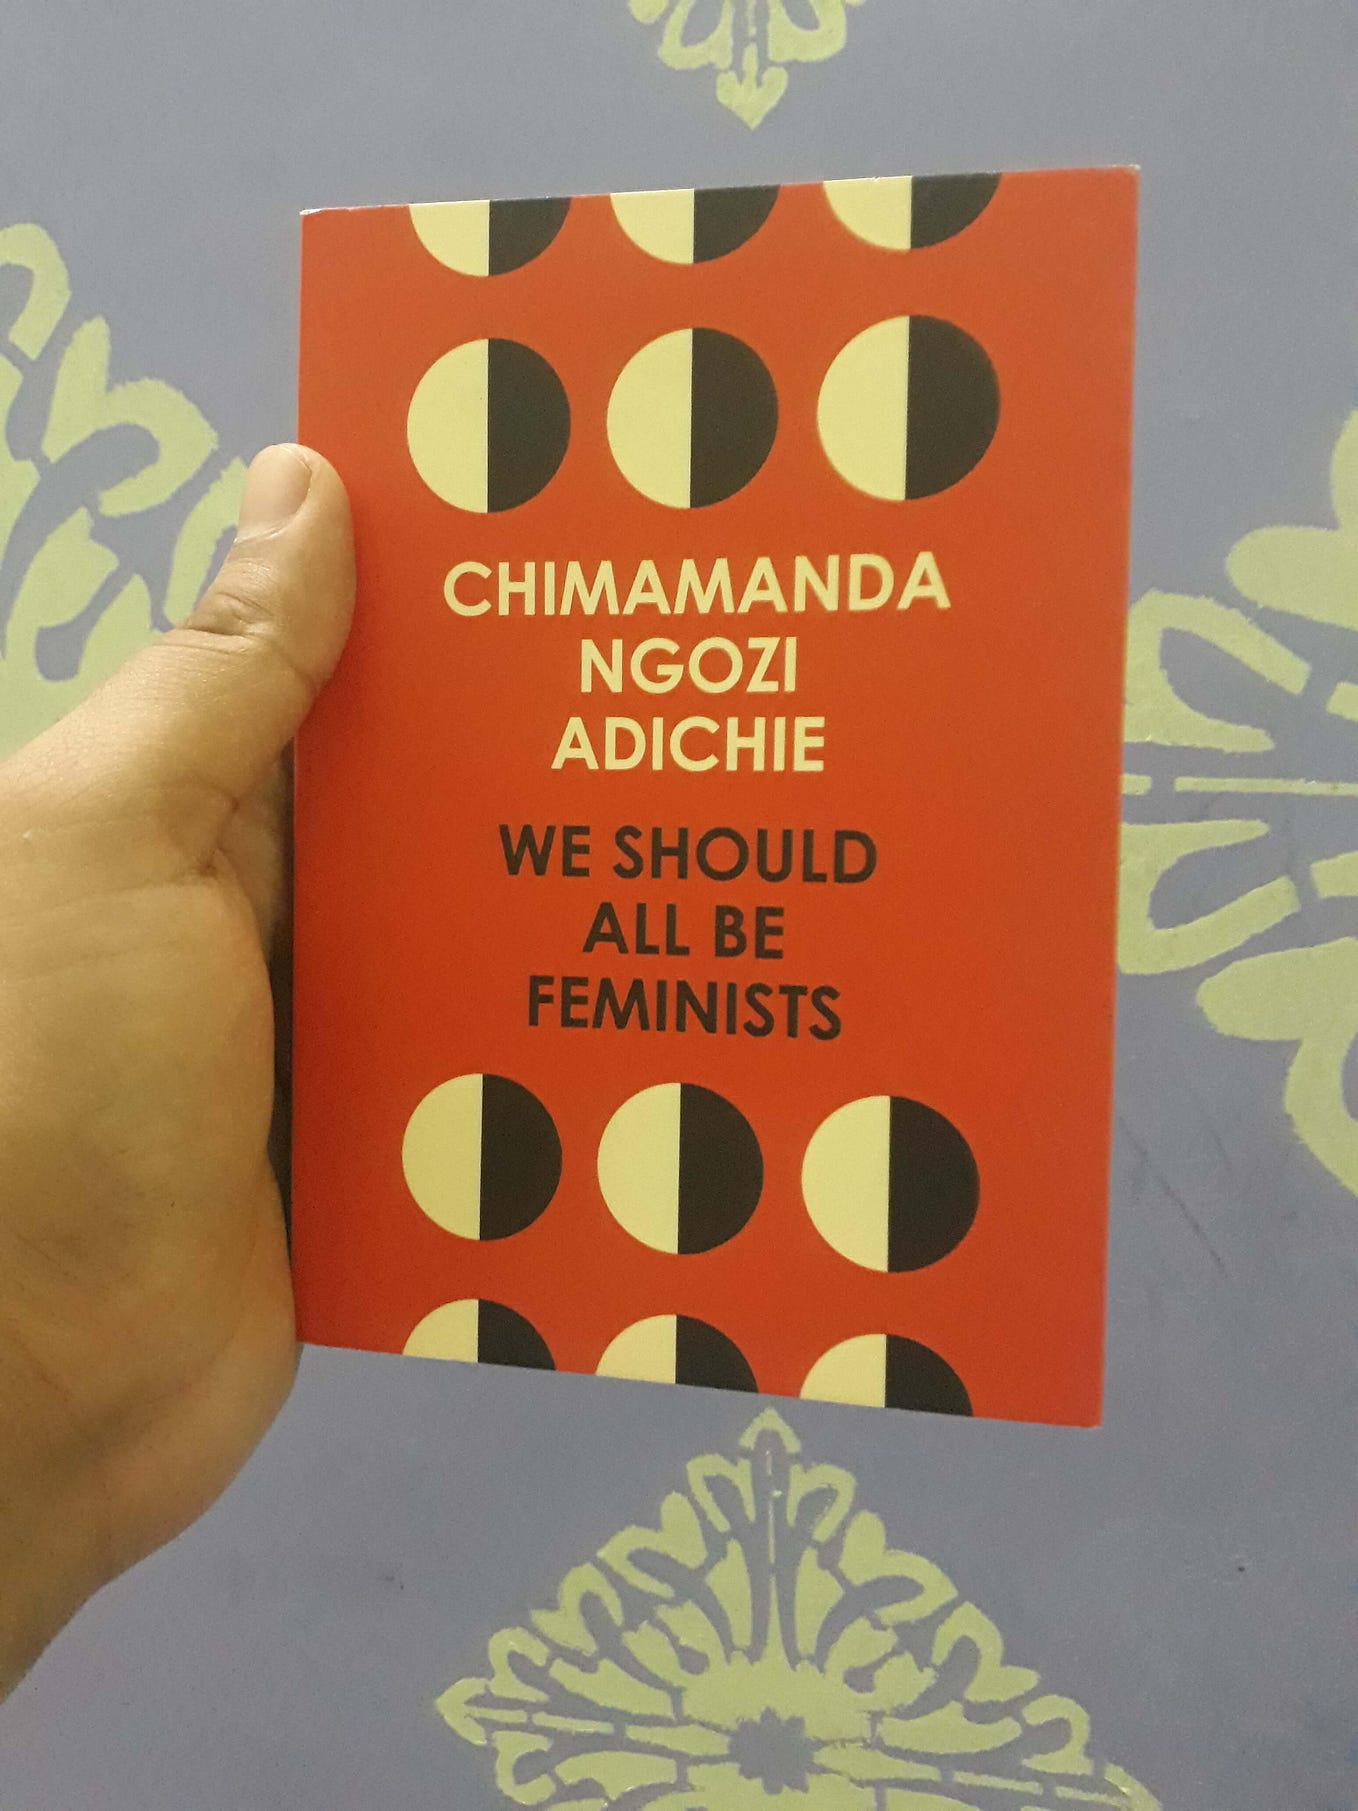 CHIMAMANDA
NGOZI
ADICHIE
WE SHOULD
ALL BE
FEMINISTS